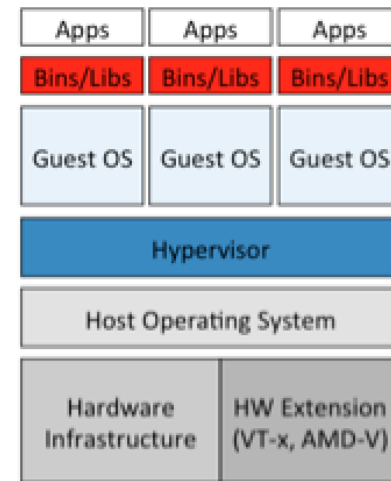 Apps Apps Apps
Bins/Libs Bins/Libs Bins/Libs
Guest OS Guest OS Guest OS
Hypervisor
Host Operating System
Hardware
Infrastructure
HW Extension
(VT-x, AMD-V)